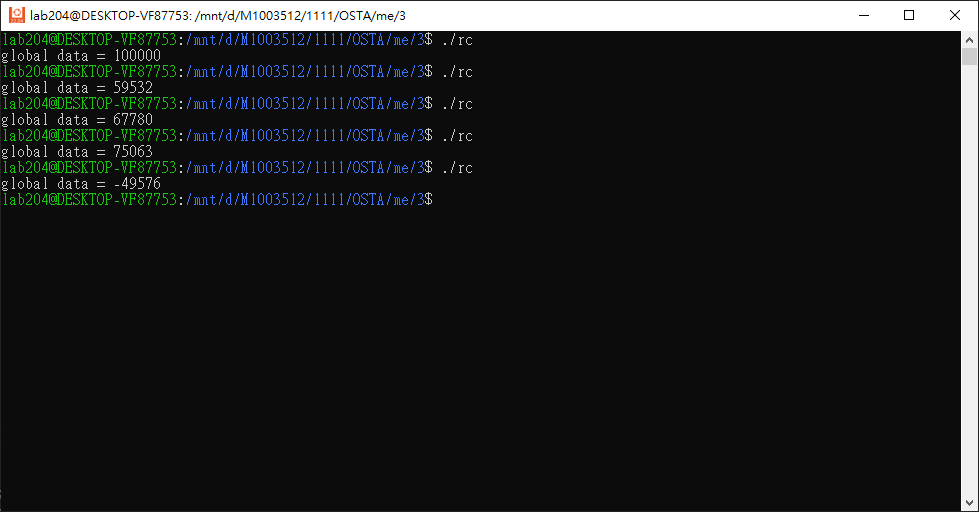 lab204@DESKTOP-VF87753: /mnt/d/M1003512/1111/OSTA/me/3
lab204@DESKTOP-VF87753:/mnt/d/M1003512/1111/OSTA/me/3$ ./rc
global data = 100000
lab204@DESKTOP-VF87753:/mnt/d/M1003512/1111/OSTA/me/3$ ./rc
global data = 59532
lab204@DESKTOP-VF87753:/mnt/d/M1003512/1111/OSTA/me/3$ ./rc
global data = 67780
lab204@DESKTOP-VF87753:/mnt/d/M1003512/1111/OSTA/me/3$ ./rc
global data = 75063
lab204@DESKTOP-VF87753:/mnt/d/M1003512/1111/OSTA/me/3$ ./rc
global data = -49576
lab204@DESKTOP-VF87753:/mnt/d/M1003512/1111/OSTA/me/3$